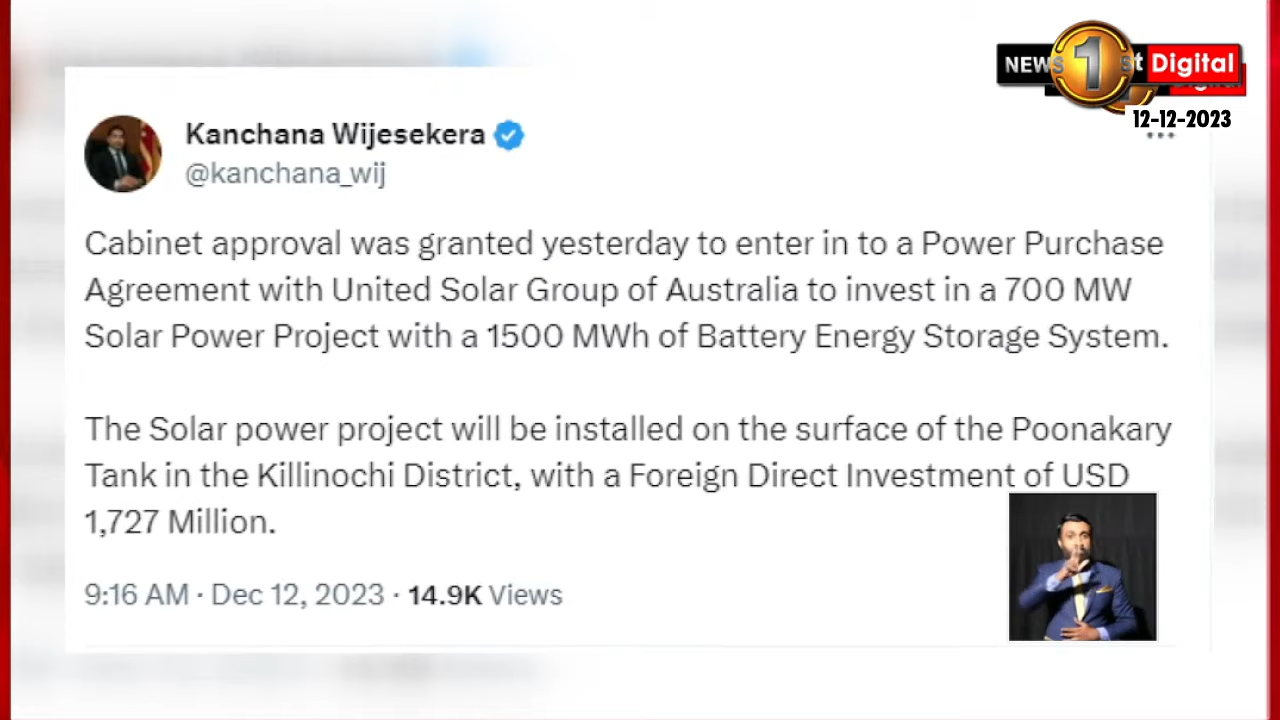 NEWS 1st Digital
12-12-2023
Kanchana Wijesekera
@kanchana_wij
Cabinet approval was granted yesterday to enter in to a Power Purchase
Agreement with United Solar Group of Australia to invest in a 700 MW
Solar Power Project with a 1500 MWh of Battery Energy Storage System.
The Solar power project will be installed on the surface of the Poonakary
Tank in the Killinochi District, with a Foreign Direct Investment of USD
1,727 Million.
9:16 AM · Dec 12, 2023 · 14.9K Views